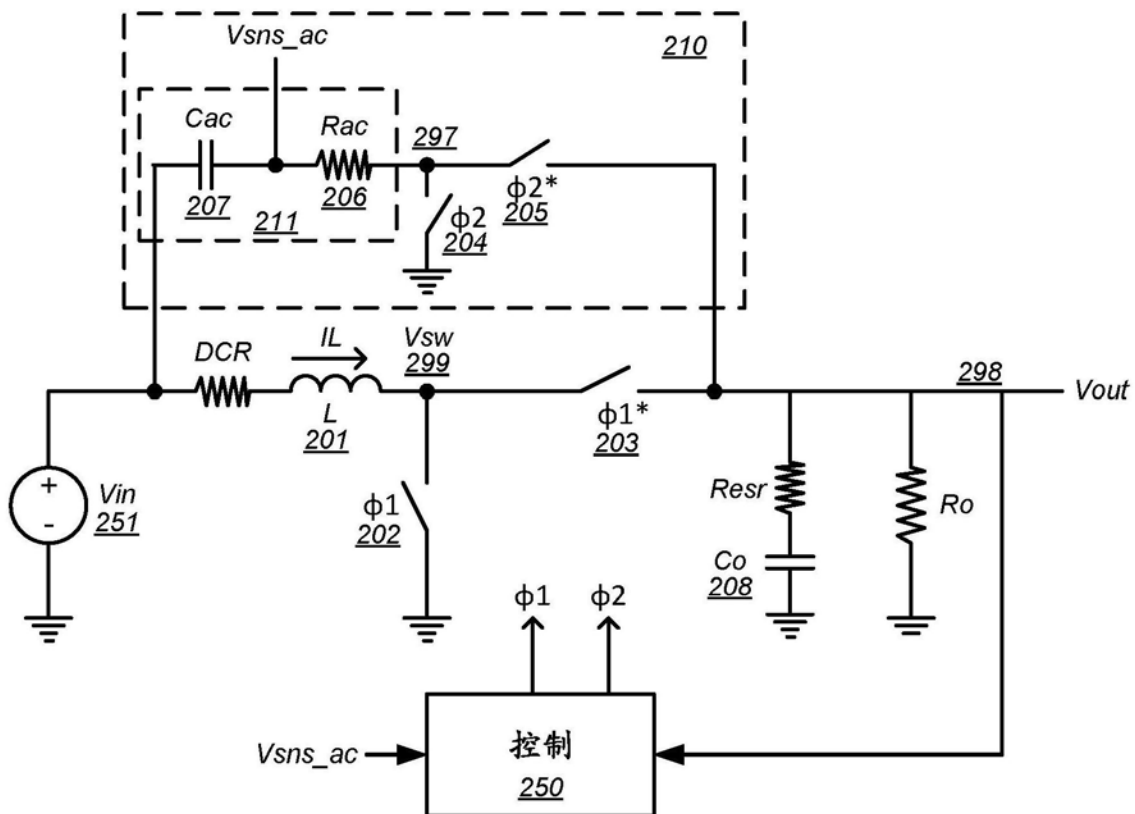 Vsns_ac
210
Cac
Rac
297
207
206
211
φ2
204
φ2*
205
DCR
IL
Vsw
299
L
201
φ1*
203
298
Vout
+
-
Vin
251
φ1
202
Resr
Ro
Co
208
φ1
φ2
Vsns_ac
控制
250